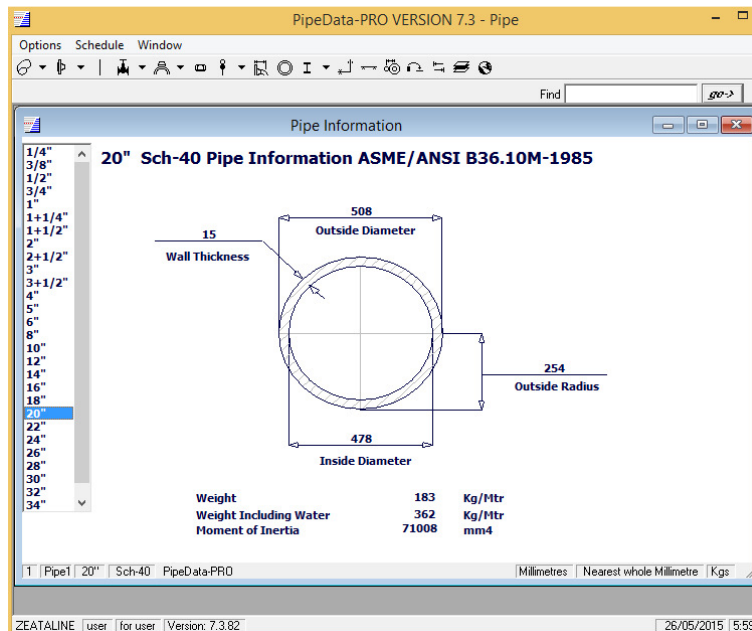 PipeData-PRO VERSION 7.3 - Pipe
Options Schedule Window
Find go->
Pipe Information
20" Sch-40 Pipe Information ASME/ANSI B36.10M-1985
1/4"
3/8"
1/2"
3/4"
1"
1+1/4"
1+1/2"
2"
2+1/2"
3"
3+1/2"
4"
5"
6"
8"
10"
12"
14"
16"
18"
20"
22"
24"
26"
28"
30"
32"
34"
508
Outside Diameter
15
Wall Thickness
254
Outside Radius
478
Inside Diameter
Weight 183 Kg/Mtr
Weight Including Water 362 Kg/Mtr
Moment of Inertia 71008 mm4
1 Pipe1 20" Sch-40 PipeData-PRO Millimetres Nearest whole Millimetre Kgs
ZEATALINE user for user Version: 7.3.82 26/05/2015